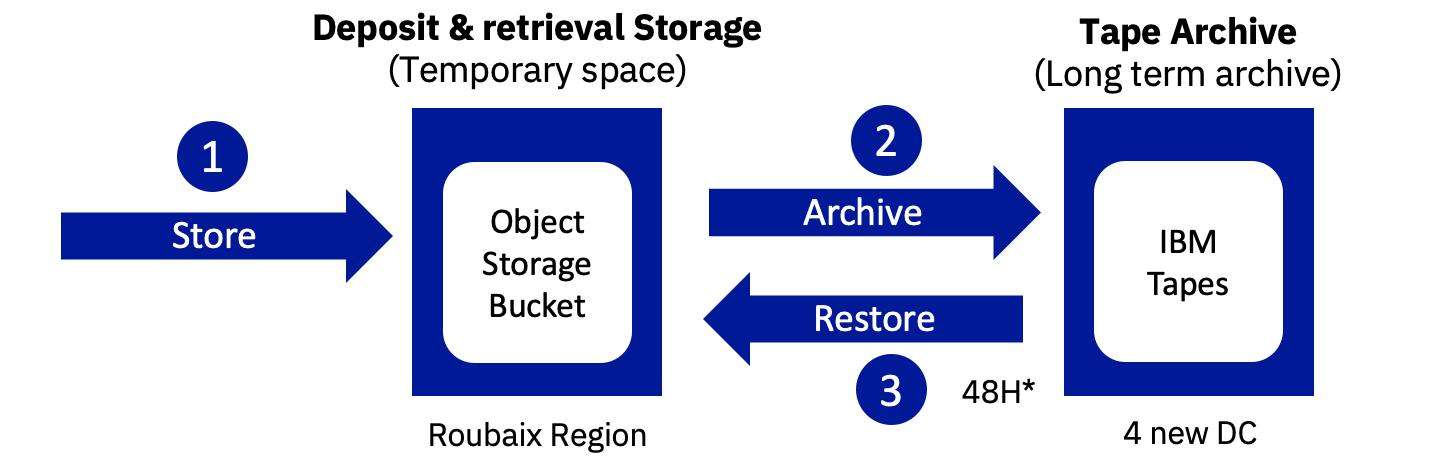 Deposit & retrieval Storage
(Temporary space)
Tape Archive
(Long term archive)
1
Store
Object
Storage
Bucket
2
Archive
Restore
3
48H*
IBM
Tapes
Roubaix Region
4 new DC